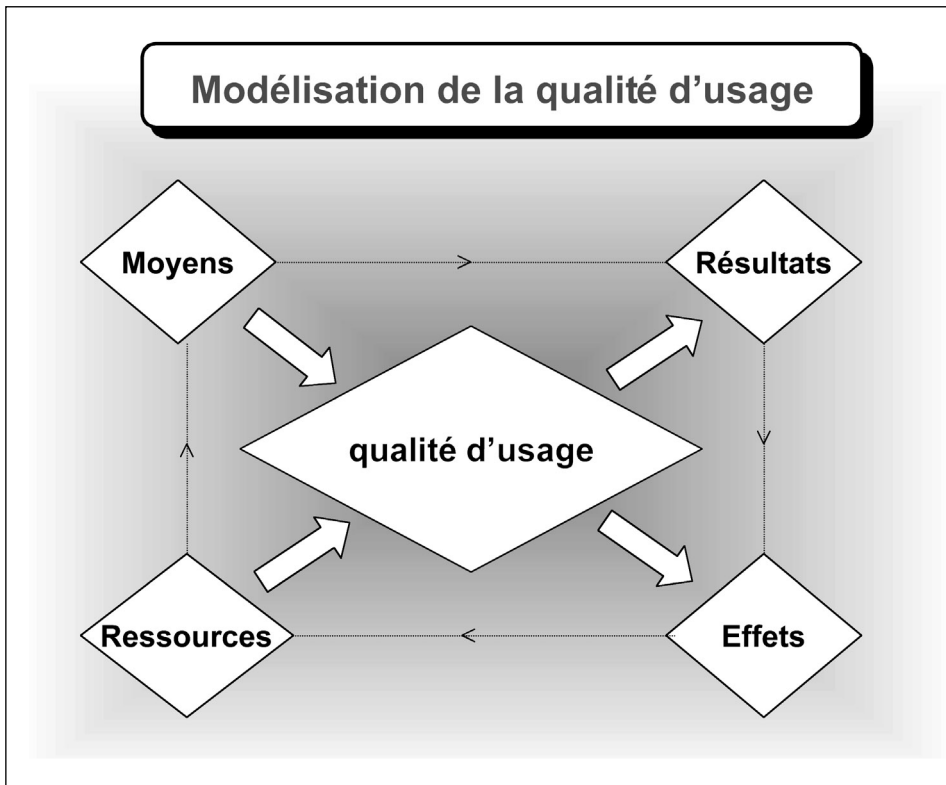 Modélisation de la qualité d’usage
Moyens
Résultats
qualité d’usage
Ressources
Effets